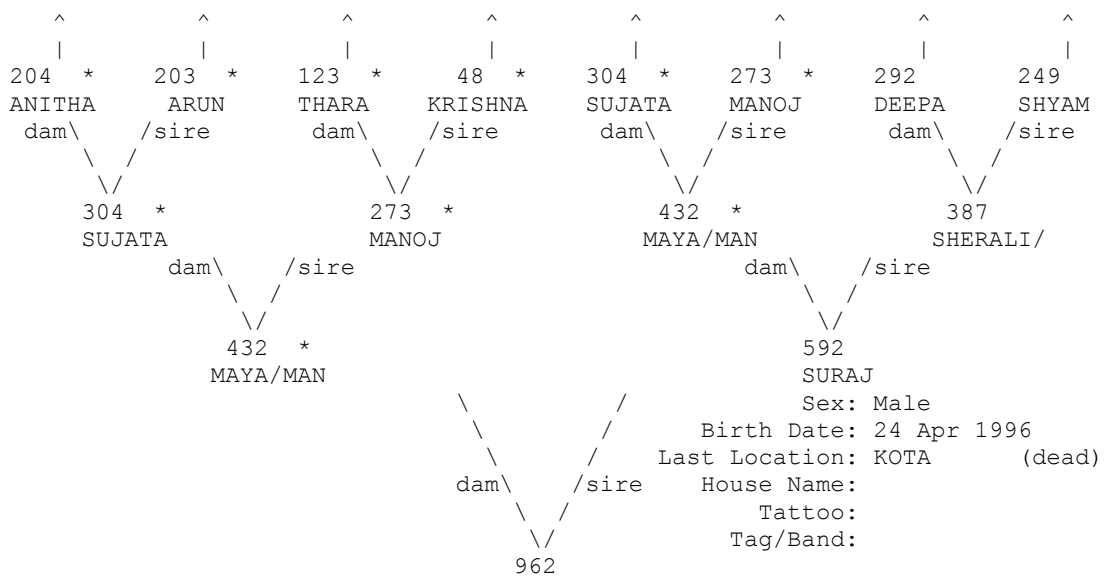 ^ ^ ^ ^ ^ ^ ^ ^
| | | | | | | |
204 * 203 * 123 * 48 * 304 * 273 * 292 249
ANITHA ARUN THARA KRISHNA SUJATA MANOJ DEEPA SHYAM
dam\ /sire dam\ /sire dam\ /sire dam\ /sire
\ / \ / \ / \ /
\/ \/ \/ \/
304 * 273 * 432 * 387
SUJATA MANOJ MAYA/MAN SHERALI/
dam\ /sire dam\ /sire
\ / \ /
\/ \/
432 * 592
MAYA/MAN SURAJ
\ / Sex: Male
\ / Birth Date: 24 Apr 1996
\ / Last Location: KOTA (dead)
dam\ /sire House Name:
\ / Tattoo:
\/ Tag/Band:
962